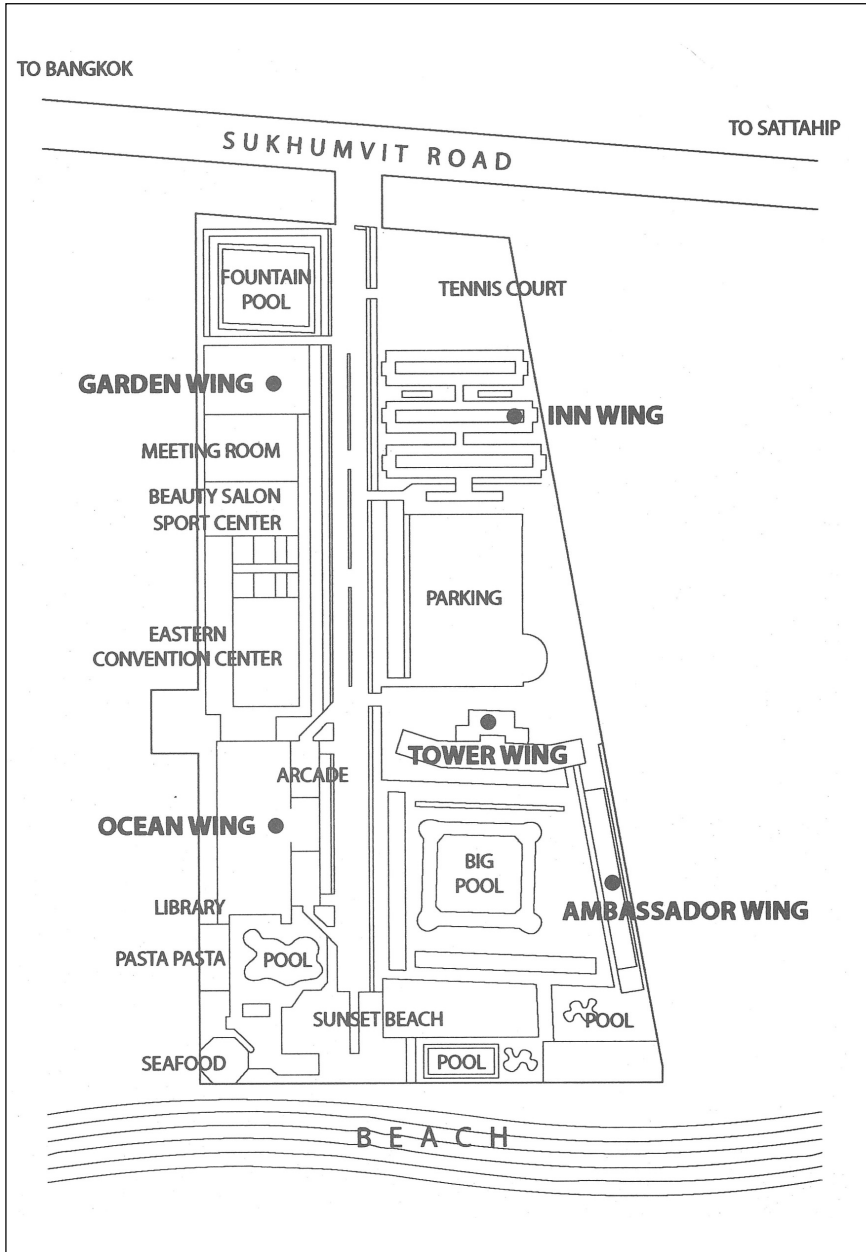 TO BANGKOK
TO SATTAHIP
SUKHUMVIT ROAD
FOUNTAIN
POOL
TENNIS COURT
GARDEN WING
INN WING
MEETING ROOM
BEAUTY SALON
SPORT CENTER
PARKING
EASTERN
CONVENTION CENTER
TOWER WING
ARCADE
OCEAN WING
BIG
POOL
LIBRARY
AMBASSADOR WING
PASTA PASTA
POOL
SUNSET BEACH
POOL
SEAFOOD
POOL
BEACH